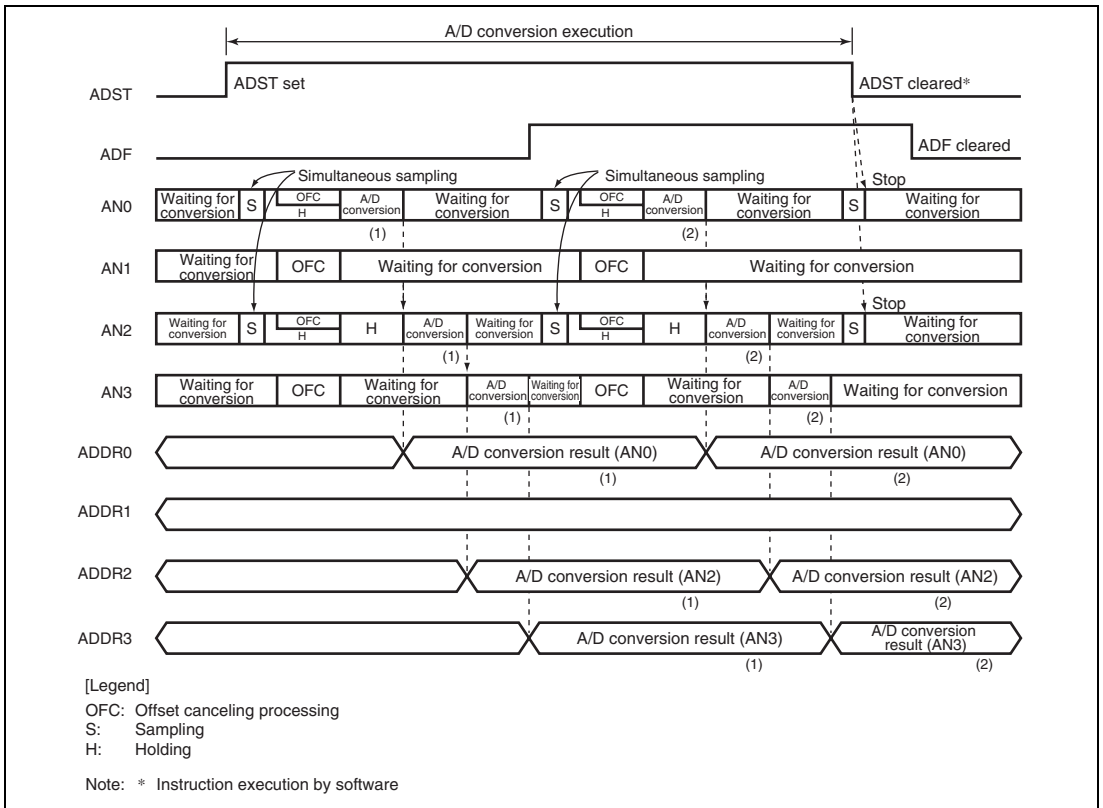 A/D conversion execution
ADST
ADST set
ADST cleared*
ADF
ADF cleared
Simultaneous sampling
Simultaneous sampling
Stop
AN0
Waiting for conversion
S
OFC
H
A/D conversion
Waiting for conversion
S
OFC
H
A/D conversion
Waiting for conversion
S
Waiting for conversion
(1)
(2)
AN1
Waiting for conversion
OFC
Waiting for conversion
OFC
Waiting for conversion
Stop
AN2
Waiting for conversion
S
OFC
H
H
A/D conversion
Waiting for conversion
S
OFC
H
H
A/D conversion
Waiting for conversion
S
Waiting for conversion
(1)
(2)
AN3
Waiting for conversion
OFC
Waiting for conversion
A/D conversion
Waiting for conversion
OFC
Waiting for conversion
A/D conversion
Waiting for conversion
(1)
(2)
ADDR0
A/D conversion result (AN0)
A/D conversion result (AN0)
(1)
(2)
ADDR1
ADDR2
A/D conversion result (AN2)
A/D conversion result (AN2)
(1)
(2)
ADDR3
A/D conversion result (AN3)
A/D conversion
result (AN3)
(1)
(2)
[Legend]
OFC: Offset canceling processing
S: Sampling
H: Holding
Note: * Instruction execution by software